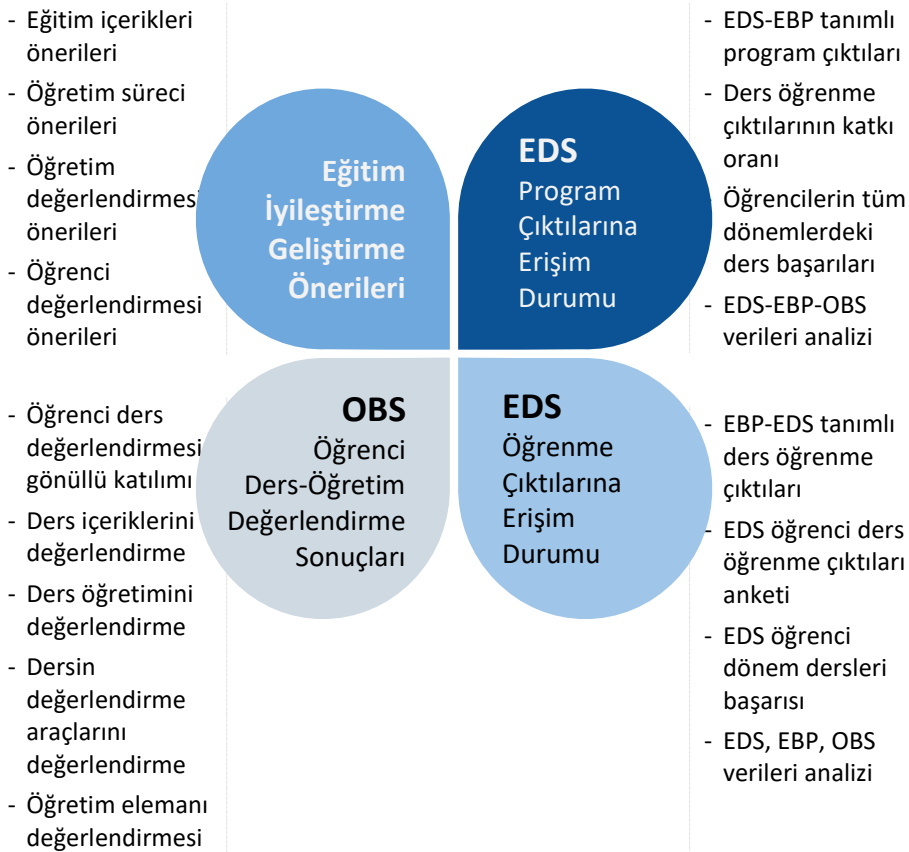 - Eğitim içerikleri
önerileri
- Öğretim süreci
önerileri
- Öğretim
değerlendirmesi
önerileri
- Öğrenci
değerlendirmesi
önerileri
Eğitim
İyileştirme
Geliştirme
Önerileri
EDS
Program
Çıktılarına
Erişim
Durumu
- EDS-EBP tanımlı
program çıktıları
- Ders öğrenme
çıktılarının katkı
oranı
Öğrencilerin tüm
dönemlerdeki
ders başarıları
- EDS-EBP-OBS
verileri analizi
- Öğrenci ders
değerlendirmesi
gönüllü katılımı
- Ders içeriklerini
değerlendirme
- Ders öğretimini
değerlendirme
- Dersin
değerlendirme
araçlarını
değerlendirme
- Öğretim elemanı
değerlendirmesi
OBS
Öğrenci
Ders-Öğretim
Değerlendirme
Sonuçları
EDS
Öğrenme
Çıktılarına
Erişim
Durumu
- EBP-EDS tanımlı
ders öğrenme
çıktıları
- EDS öğrenci ders
öğrenme çıktıları
anketi
- EDS öğrenci
dönem dersleri
başarısı
- EDS, EBP, OBS
verileri analizi